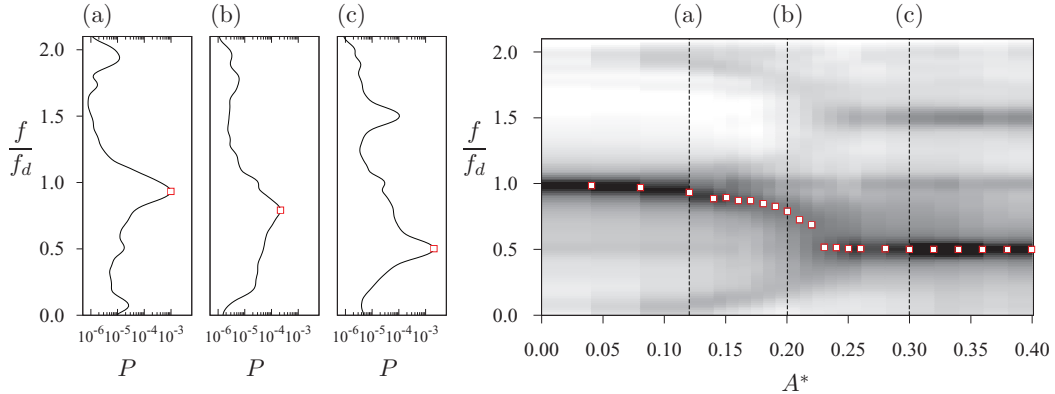 (a) (b) (c) (a) (b) (c)
2.0 2.0
1.5 1.5
f/f_d f/f_d
1.0 1.0
0.5 0.5
0.0 0.0
10⁻⁶ 10⁻⁵ 10⁻⁴ 10⁻³ 10⁻⁶ 10⁻⁵ 10⁻⁴ 10⁻³ 10⁻⁶ 10⁻⁵ 10⁻⁴ 10⁻³
0.00 0.05 0.10 0.15 0.20 0.25 0.30 0.35 0.40
P P P A*